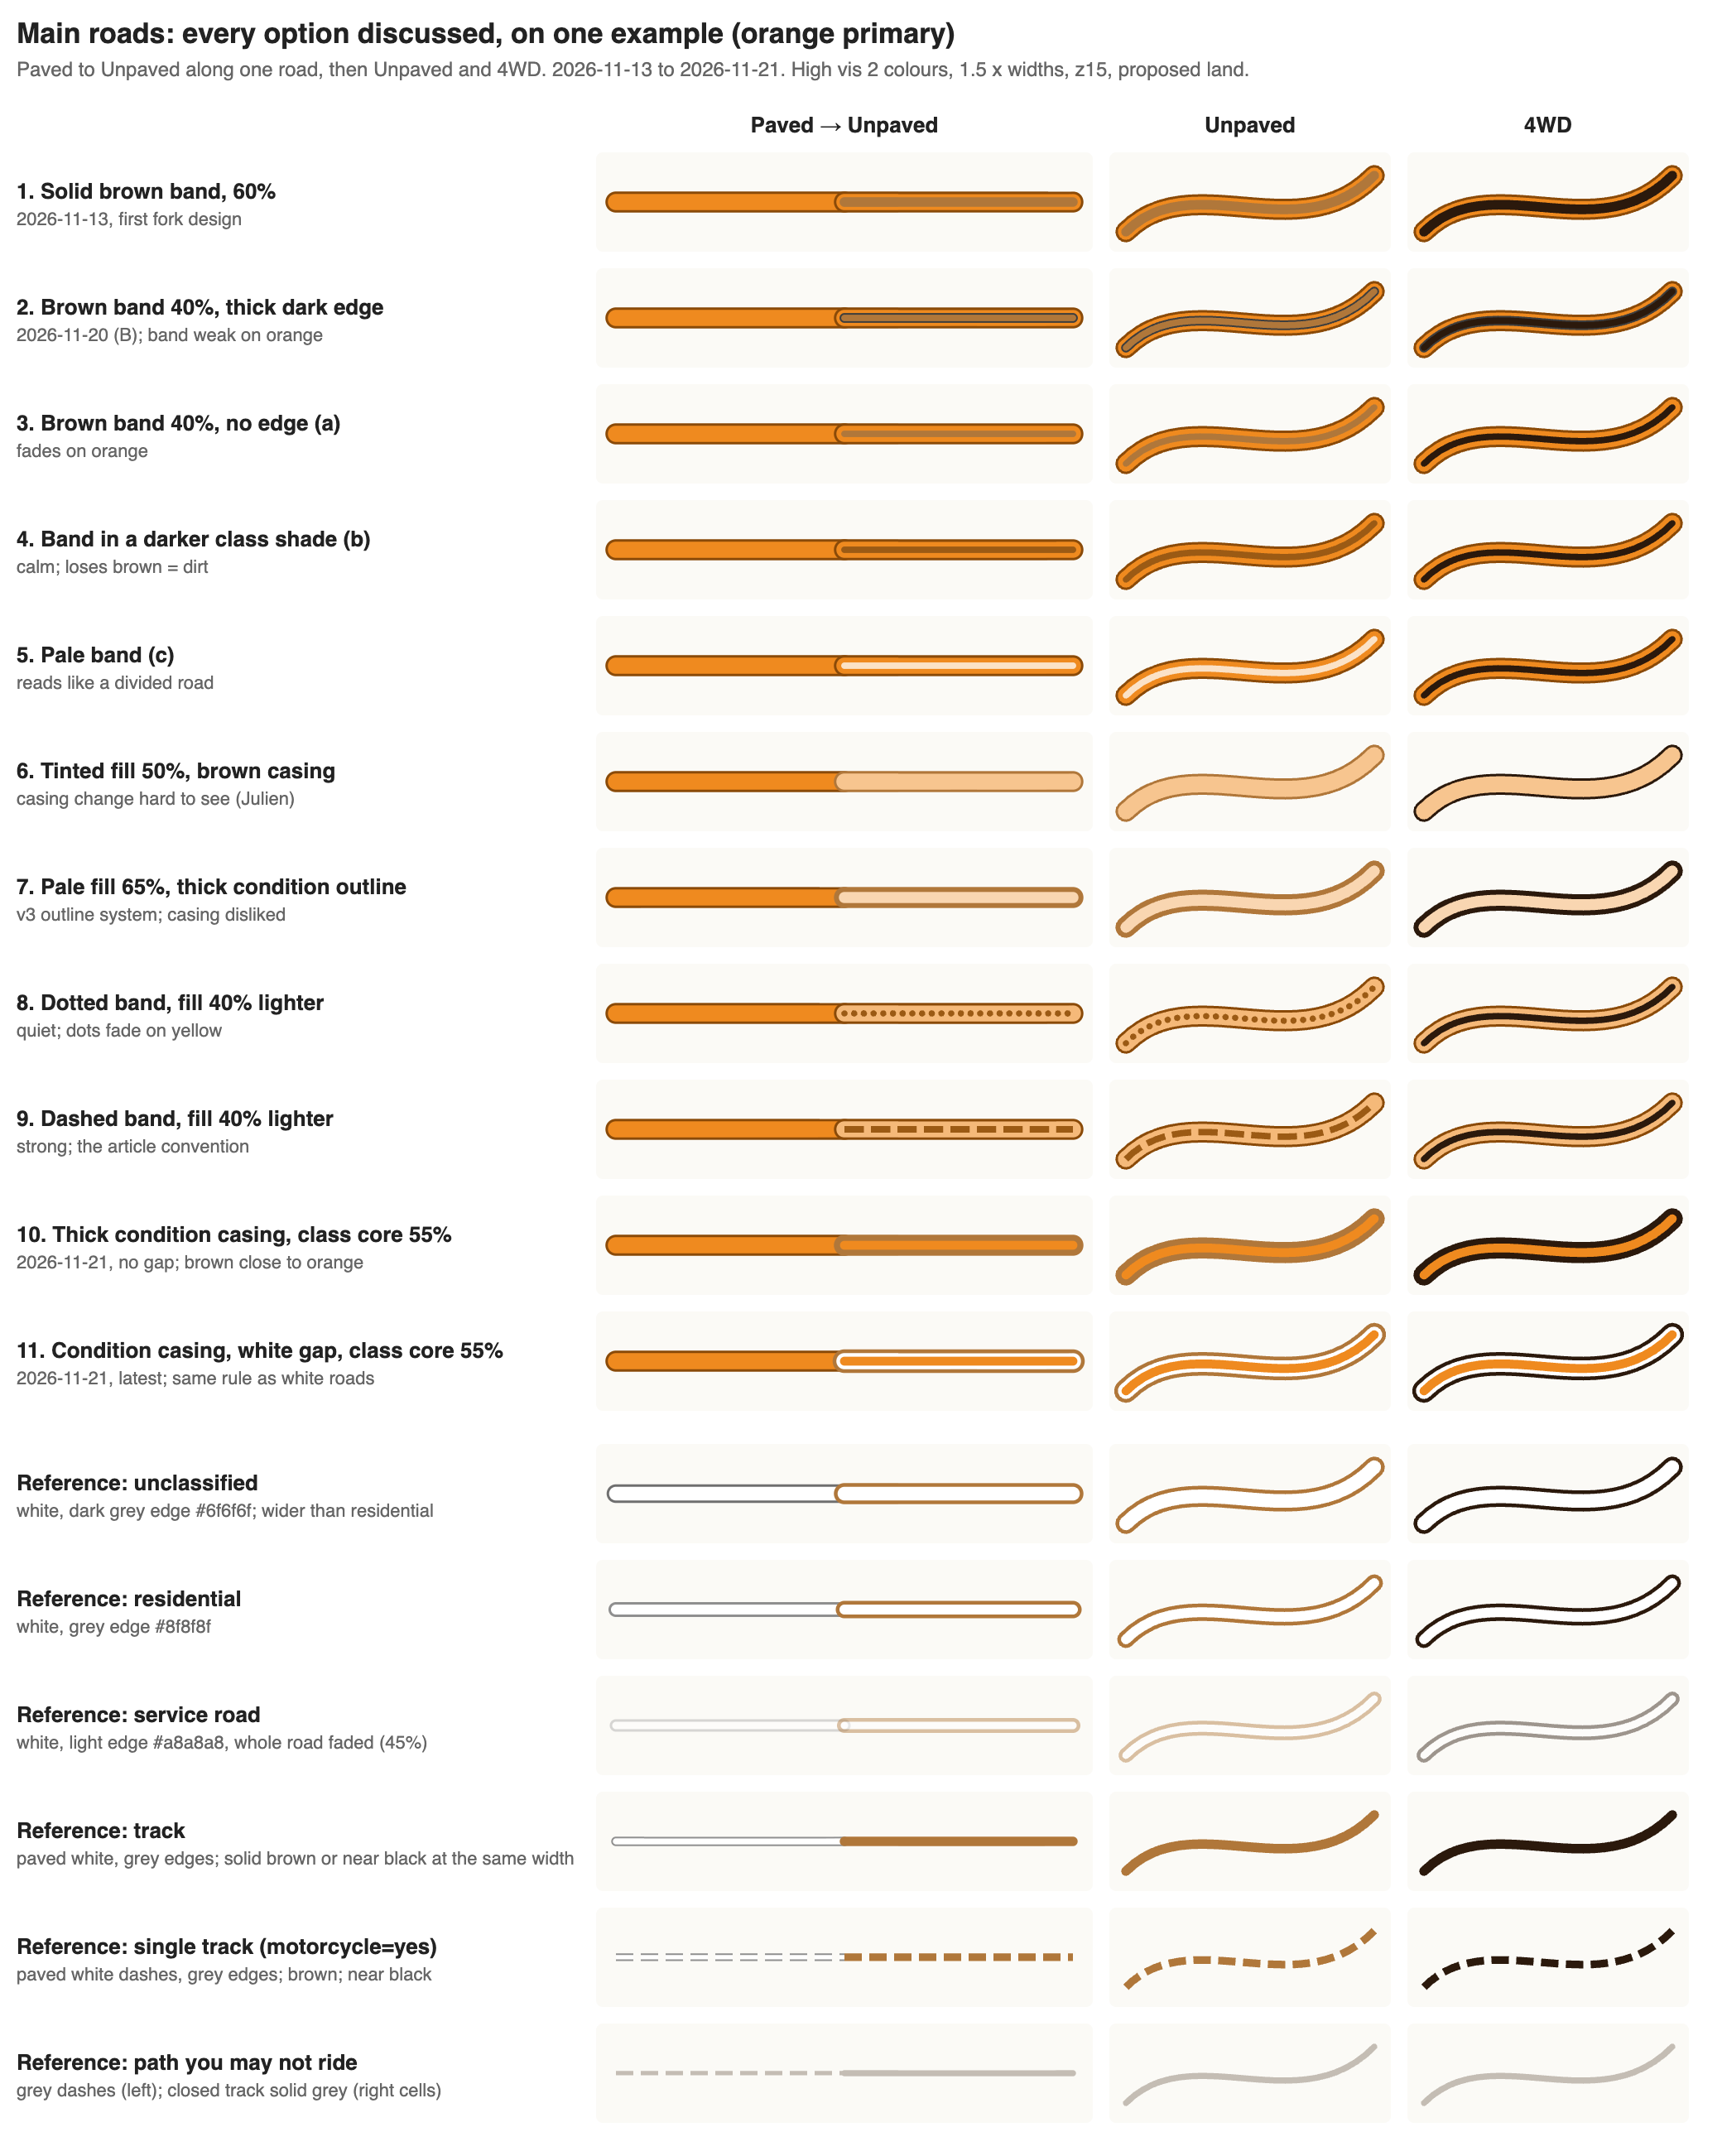 Main roads: every option discussed, on one example (orange primary)
Paved to Unpaved along one road, then Unpaved and 4WD. 2026-11-13 to 2026-11-21. High vis 2 colours, 1.5 x widths, z15, proposed land.
Paved → Unpaved
Unpaved
4WD
1. Solid brown band, 60%
2026-11-13, first fork design
2. Brown band 40%, thick dark edge
2026-11-20 (B); band weak on orange
3. Brown band 40%, no edge (a)
fades on orange
4. Band in a darker class shade (b)
calm; loses brown = dirt
5. Pale band (c)
reads like a divided road
6. Tinted fill 50%, brown casing
casing change hard to see (Julien)
7. Pale fill 65%, thick condition outline
v3 outline system; casing disliked
8. Dotted band, fill 40% lighter
quiet; dots fade on yellow
9. Dashed band, fill 40% lighter
strong; the article convention
10. Thick condition casing, class core 55%
2026-11-21, no gap; brown close to orange
11. Condition casing, white gap, class core 55%
2026-11-21, latest; same rule as white roads
Reference: unclassified
white, dark grey edge #6f6f6f; wider than residential
Reference: residential
white, grey edge #8f8f8f
Reference: service road
white, light edge #a8a8a8, whole road faded (45%)
Reference: track
paved white, grey edges; solid brown or near black at the same width
Reference: single track (motorcycle=yes)
paved white dashes, grey edges; brown; near black
Reference: path you may not ride
grey dashes (left); closed track solid grey (right cells)